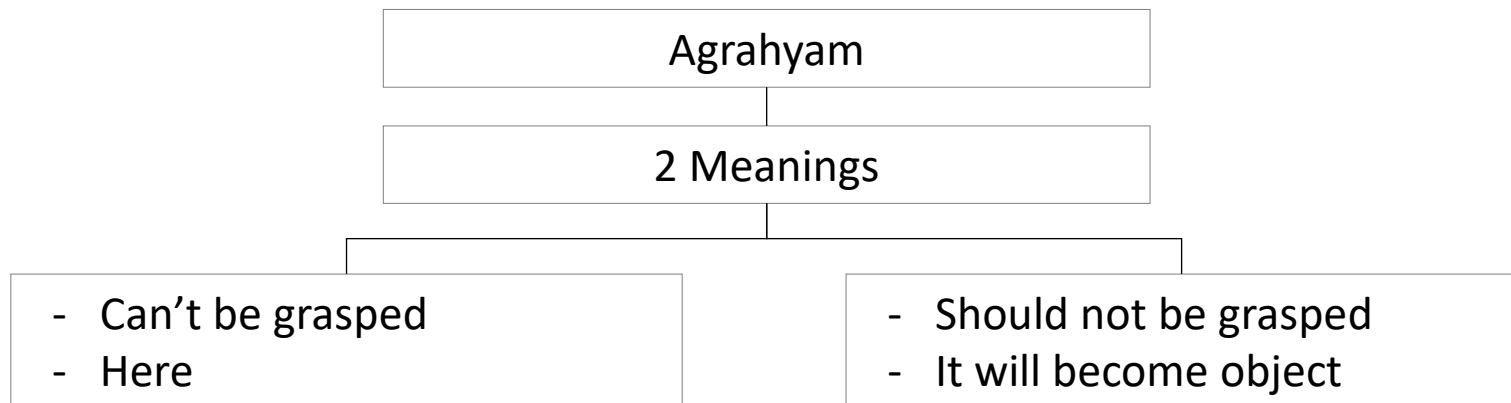 Agrahyam
2 Meanings
- Can’t be grasped
- Here
- Should not be grasped
- It will become object